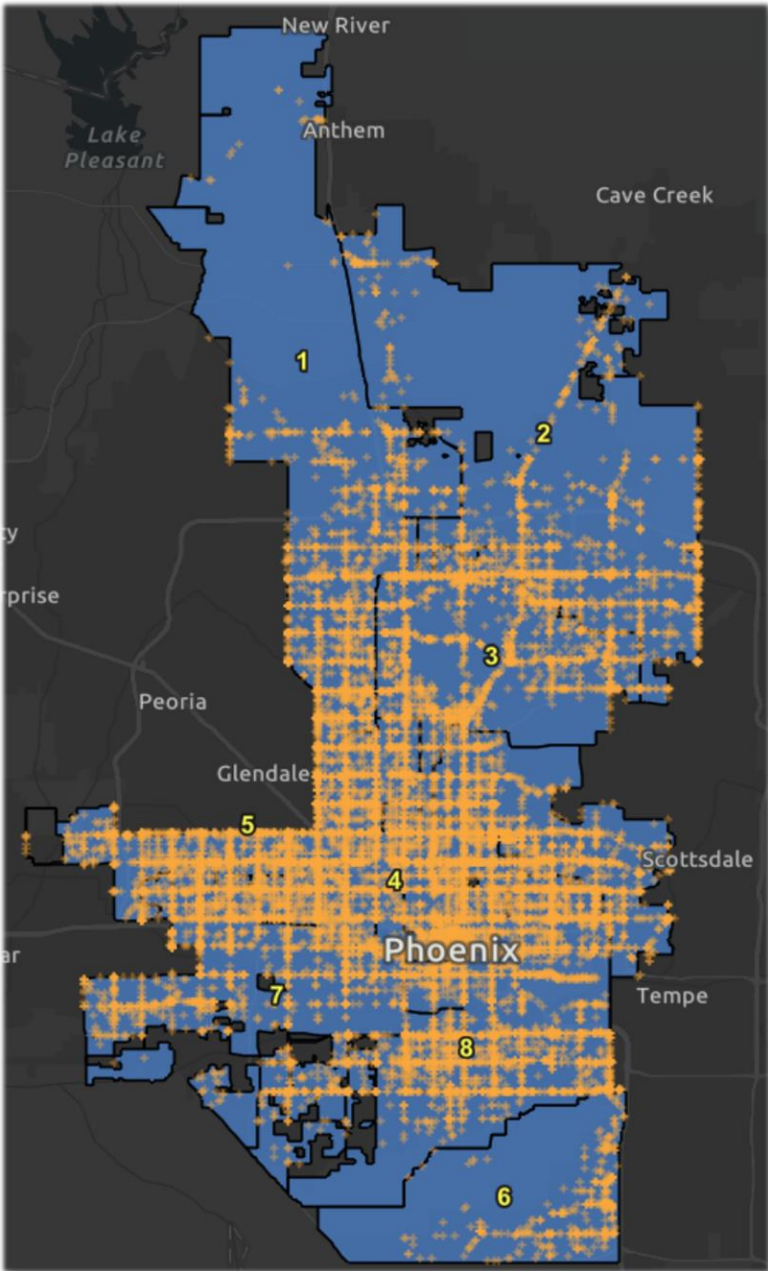 New River
Lake
Pleasant
Anthem
Cave Creek
1
2
ty
rprise
3
Peoria
Glendale
5
Scottsdale
4
Phoenix
ar
7
Tempe
8
6